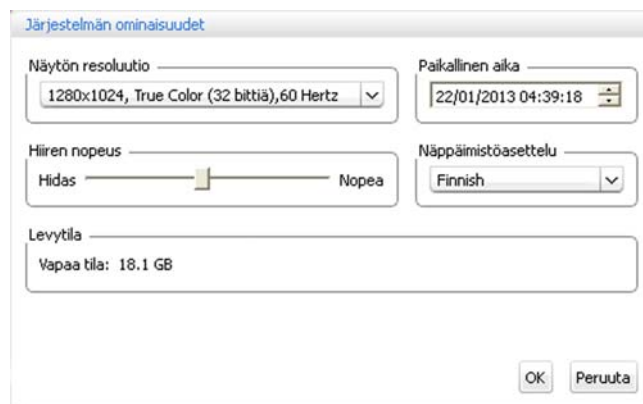 Järjestelmän ominaisuudet
Näytön resoluutio
1280x1024, True Color (32 bittiä),60 Hertz
Paikallinen aika
22/01/2013 04:39:18
Hiiren nopeus
Hidas
Nopea
Näppäimistöasettelu
Finnish
Levytila
Vapaa tila: 18.1 GB
OK
Peruuta